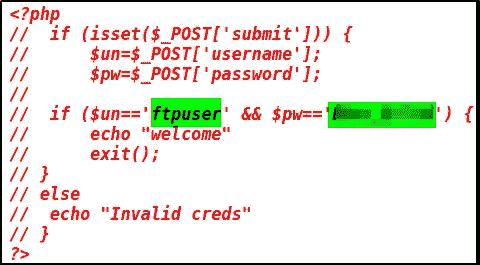 <?php
//  if (isset($_POST['submit'])) {
//      $un=$_POST['username'];
//      $pw=$_POST['password'];
//
//  if ($un=='ftpuser' && $pw=='') {
//      echo "welcome"
//      exit();
// }
// else
//  echo "Invalid creds"
// }
?>